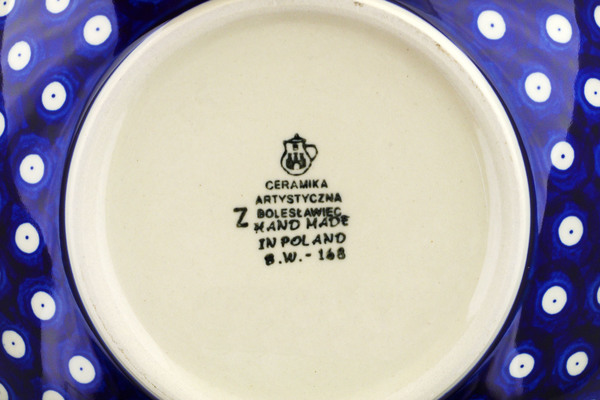 CERAMIKA
ARTYSTYCZNA
Z BOLESŁAWIEC
HAND MADE
IN POLAND
B.W.- 168